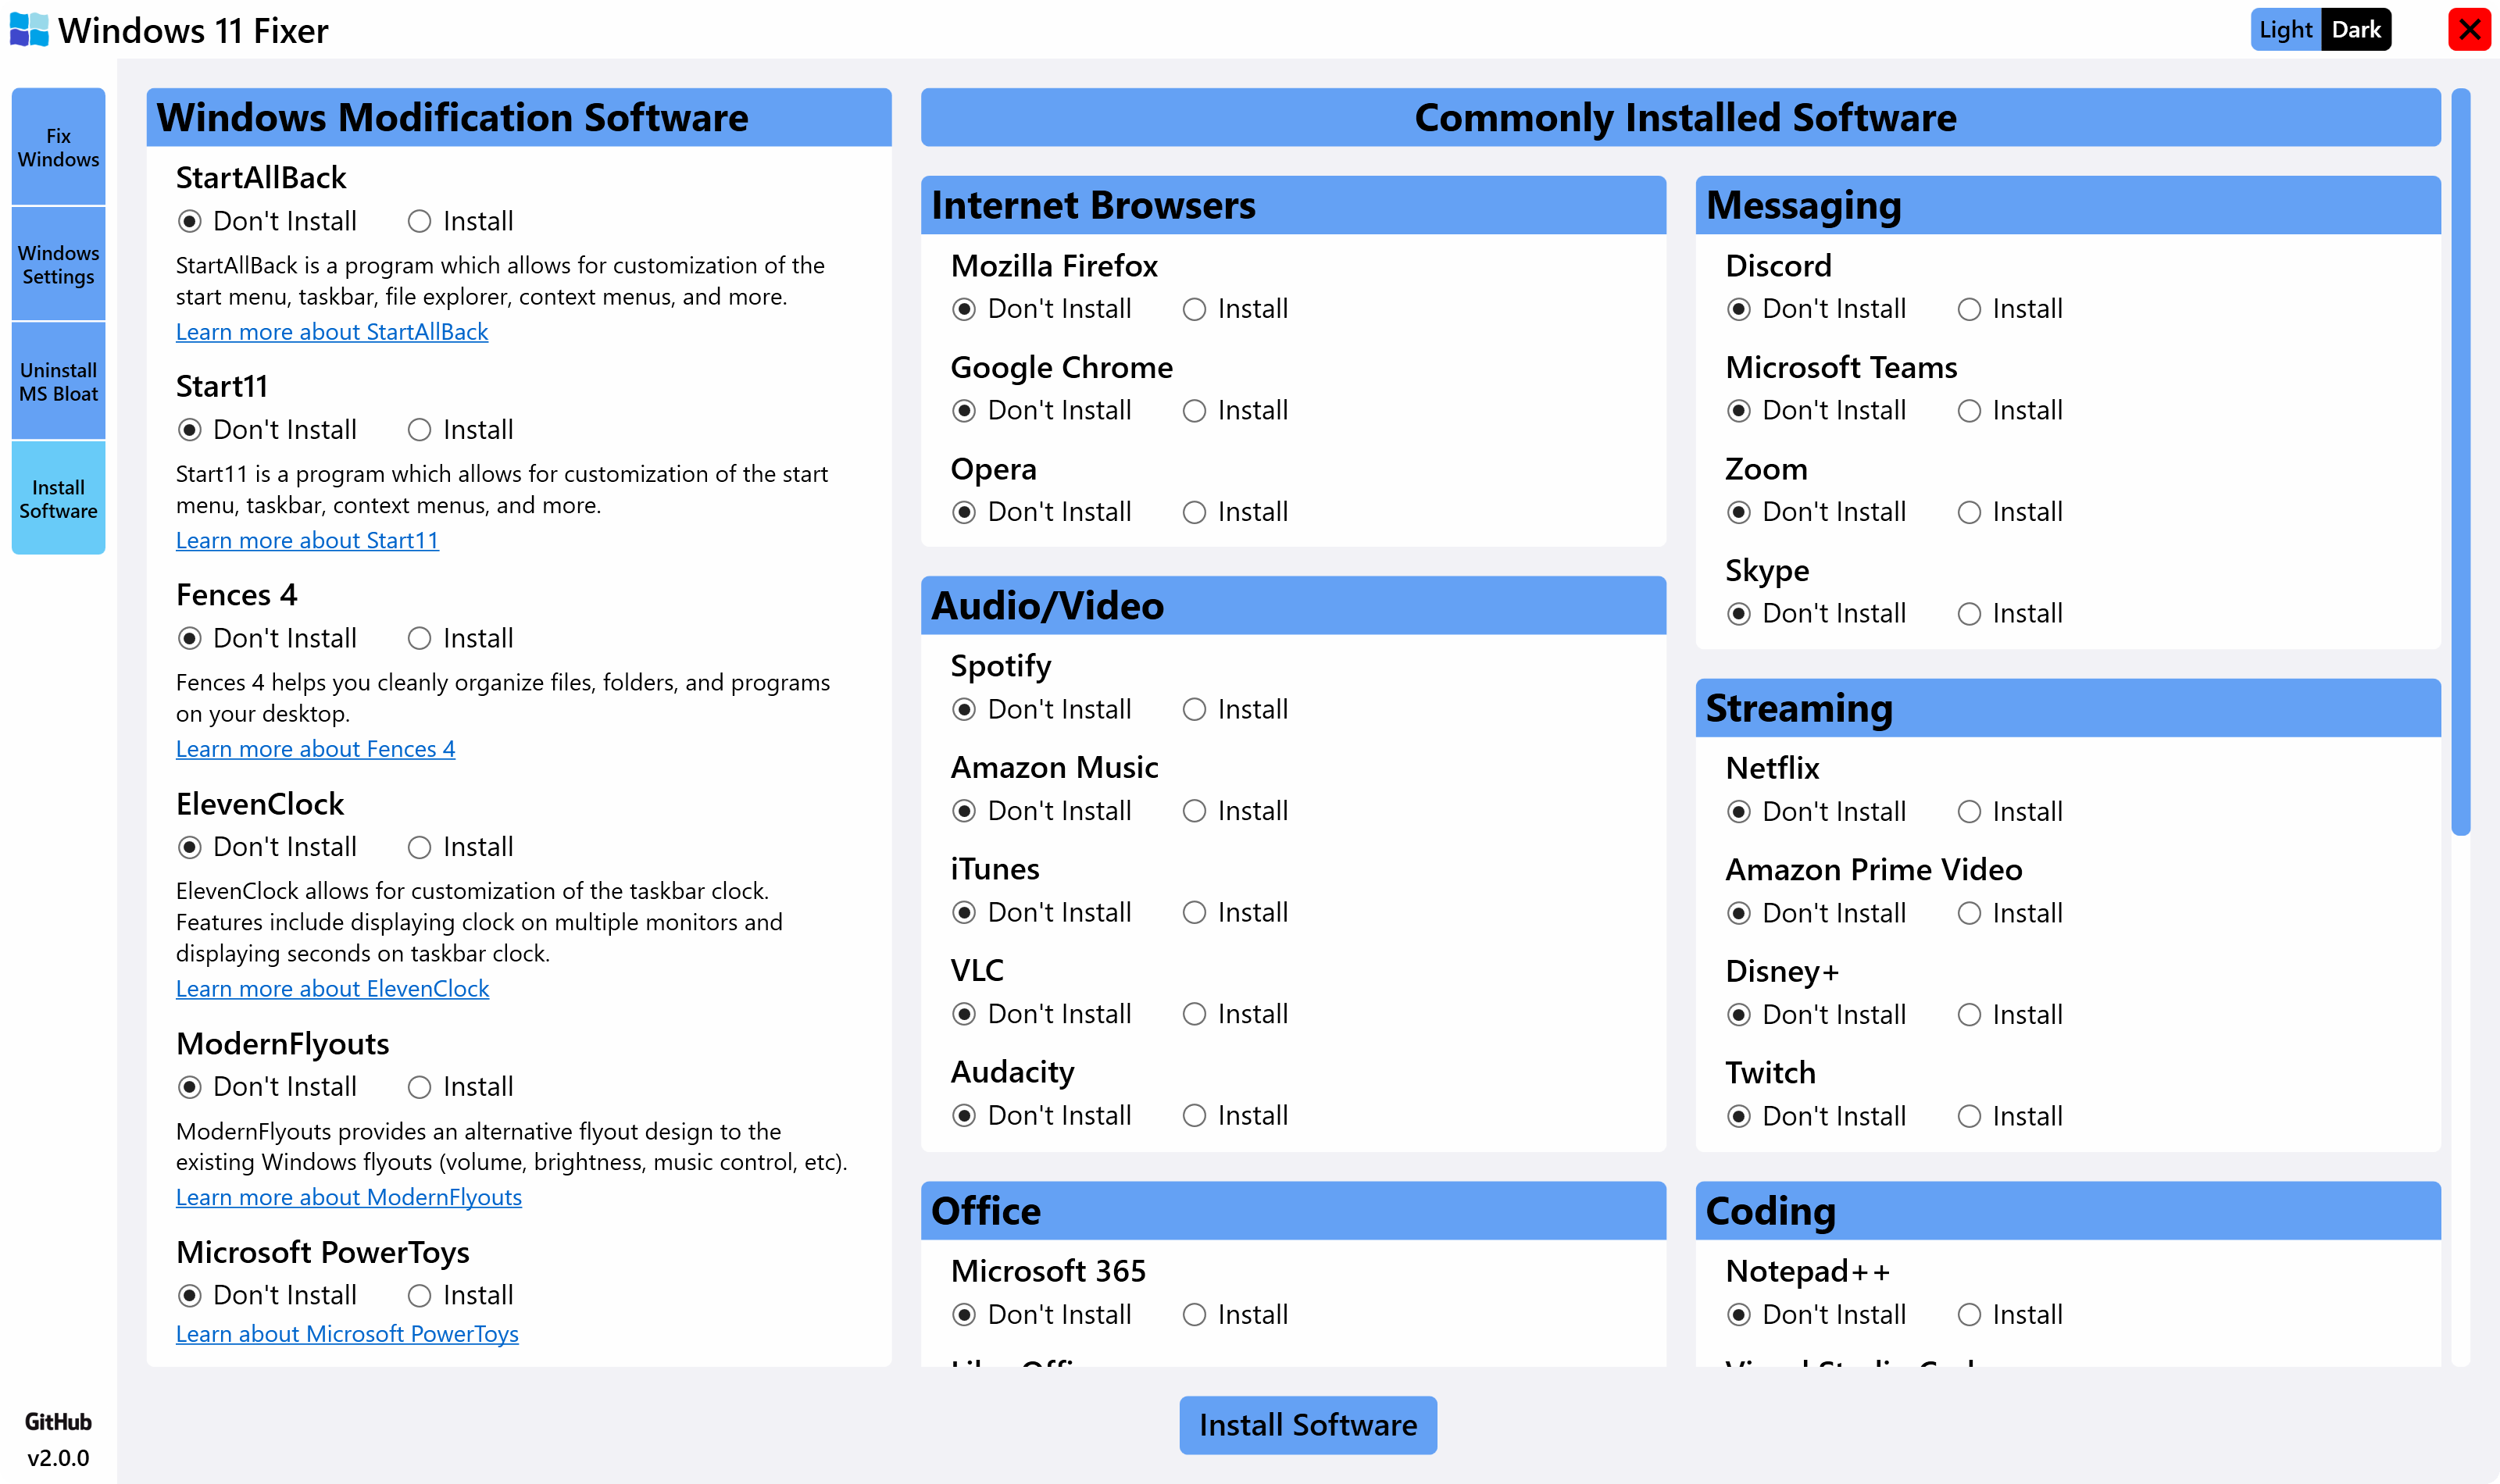 Windows 11 Fixer
Light
Dark
Fix
Windows
Windows
Settings
Uninstall
MS Bloat
Install
Software
GitHub
v2.0.0
Windows Modification Software
StartAllBack
Don't Install Install
StartAllBack is a program which allows for customization of the
start menu, taskbar, file explorer, context menus, and more.
Learn more about StartAllBack
Start11
Don't Install Install
Start11 is a program which allows for customization of the start
menu, taskbar, context menus, and more.
Learn more about Start11
Fences 4
Don't Install Install
Fences 4 helps you cleanly organize files, folders, and programs
on your desktop.
Learn more about Fences 4
ElevenClock
Don't Install Install
ElevenClock allows for customization of the taskbar clock.
Features include displaying clock on multiple monitors and
displaying seconds on taskbar clock.
Learn more about ElevenClock
ModernFlyouts
Don't Install Install
ModernFlyouts provides an alternative flyout design to the
existing Windows flyouts (volume, brightness, music control, etc).
Learn more about ModernFlyouts
Microsoft PowerToys
Don't Install Install
Learn about Microsoft PowerToys
Commonly Installed Software
Internet Browsers
Mozilla Firefox
Don't Install Install
Google Chrome
Don't Install Install
Opera
Don't Install Install
Audio/Video
Spotify
Don't Install Install
Amazon Music
Don't Install Install
iTunes
Don't Install Install
VLC
Don't Install Install
Audacity
Don't Install Install
Office
Microsoft 365
Don't Install Install
Messaging
Discord
Don't Install Install
Microsoft Teams
Don't Install Install
Zoom
Don't Install Install
Skype
Don't Install Install
Streaming
Netflix
Don't Install Install
Amazon Prime Video
Don't Install Install
Disney+
Don't Install Install
Twitch
Don't Install Install
Coding
Notepad++
Don't Install Install
Install Software